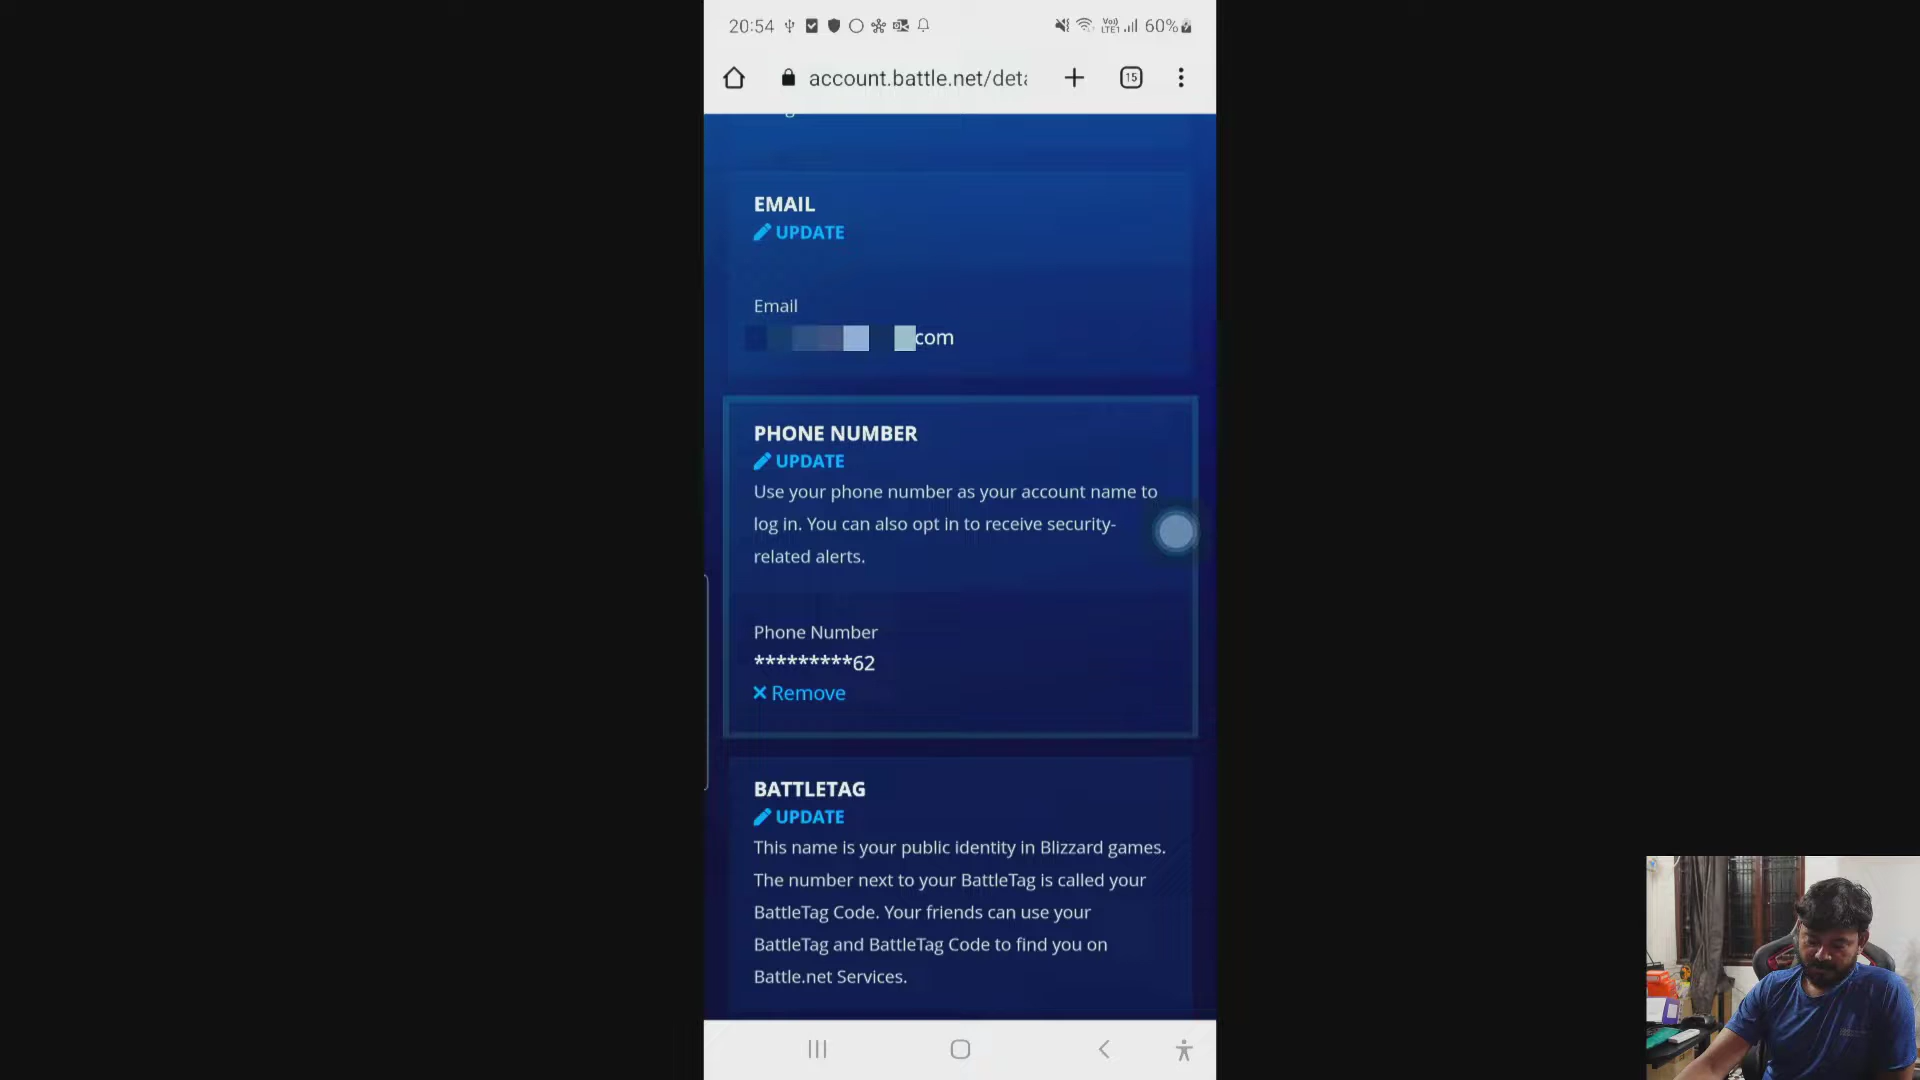 20:54
60%
account.battle.net/deta
15
EMAIL
UPDATE
Email
com
PHONE NUMBER
UPDATE
Use your phone number as your account name to
log in. You can also opt in to receive security-
related alerts.
Phone Number
*********62
Remove
BATTLETAG
UPDATE
This name is your public identity in Blizzard games.
The number next to your BattleTag is called your
BattleTag Code. Your friends can use your
BattleTag and BattleTag Code to find you on
Battle.net Services.